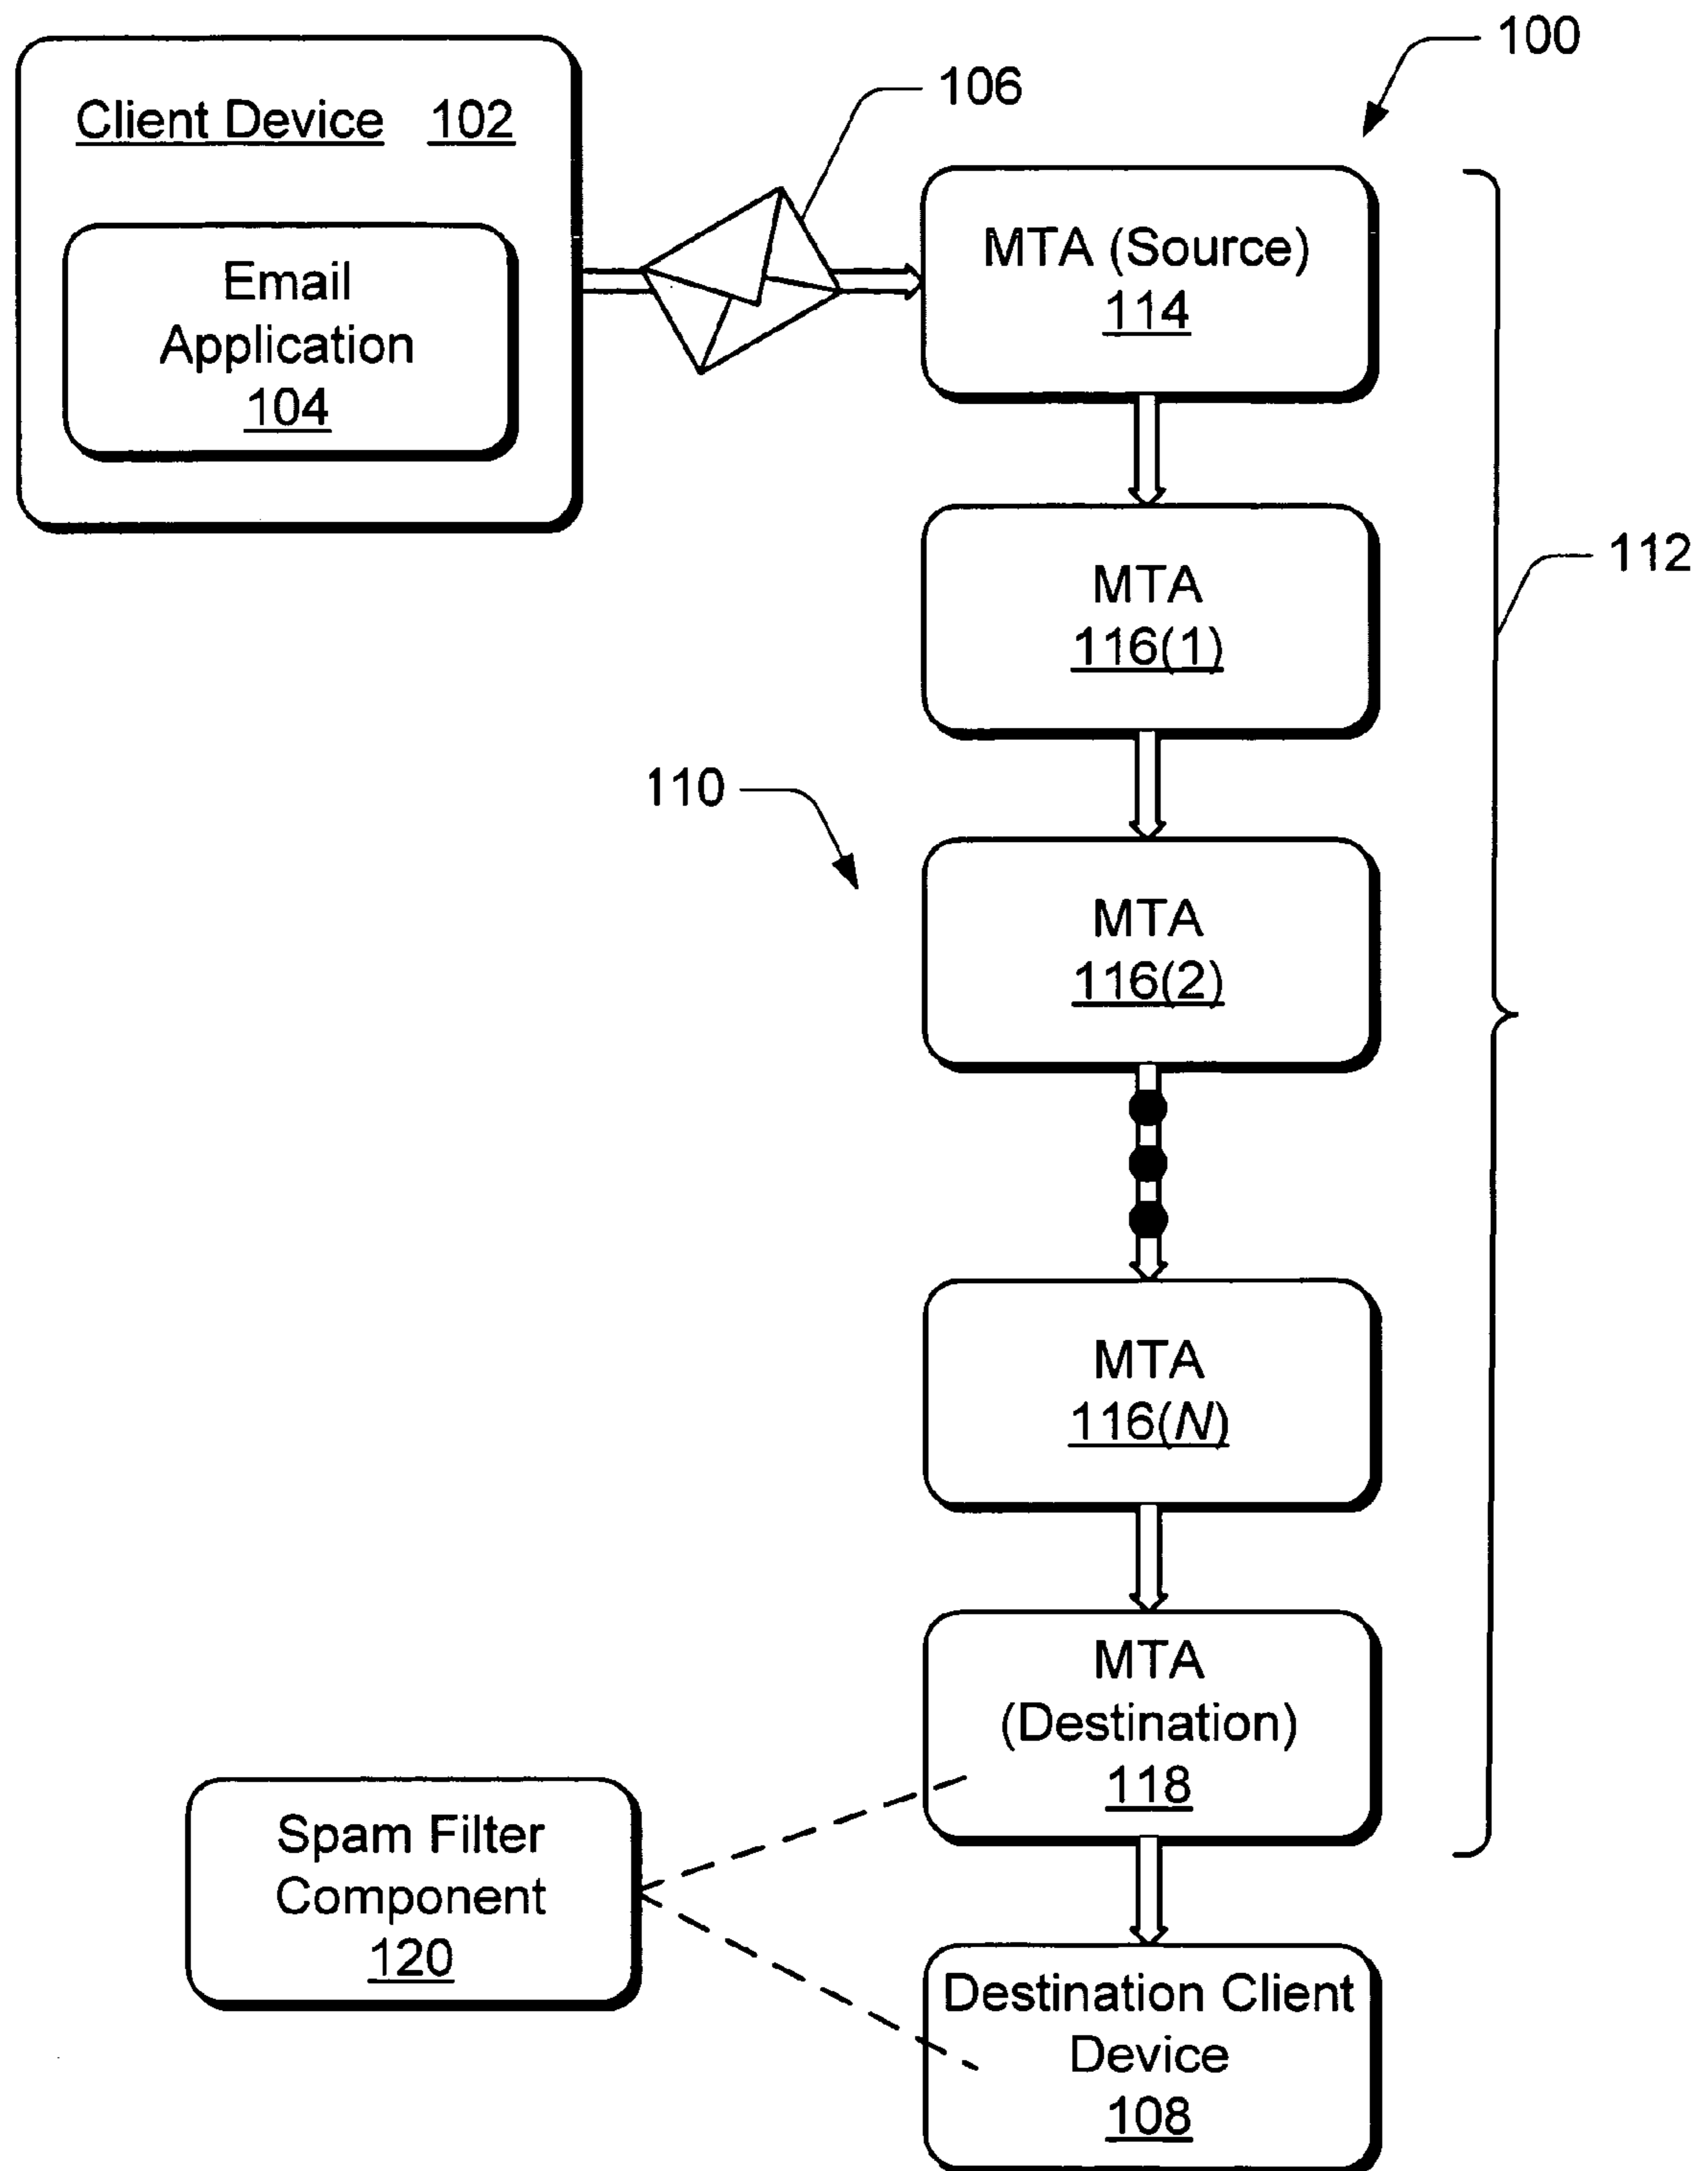 100
106
Client Device 102
Email
Application
104
MTA (Source)
114
112
MTA
116(1)
110
MTA
116(2)
MTA
116(N)
MTA
(Destination)
118
Spam Filter
Component
120
Destination Client
Device
108